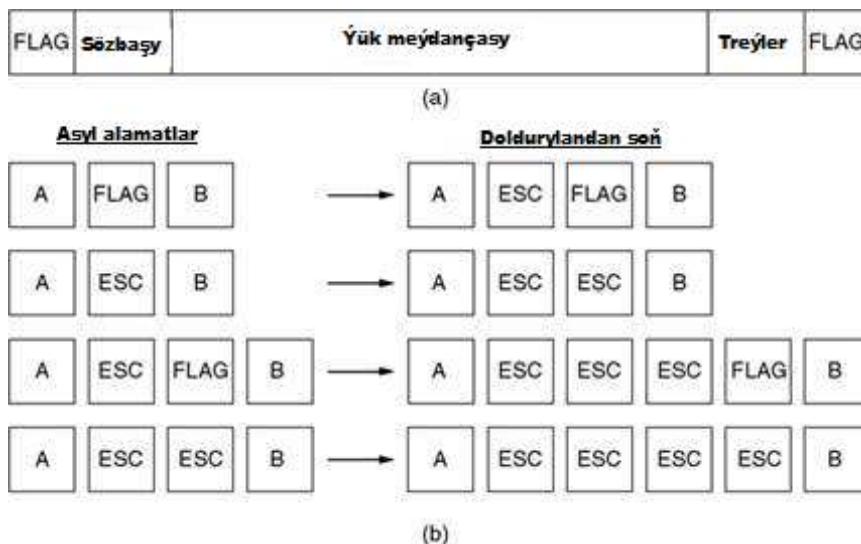 FLAG Sözbaşy Ýük meýdançasy Treýler FLAG
(a)
Asyl alamatlar Doldurylandan soň
A FLAG B A ESC FLAG B
A ESC B A ESC ESC B
A ESC FLAG B A ESC ESC ESC FLAG B
A ESC ESC B A ESC ESC ESC ESC B
(b)